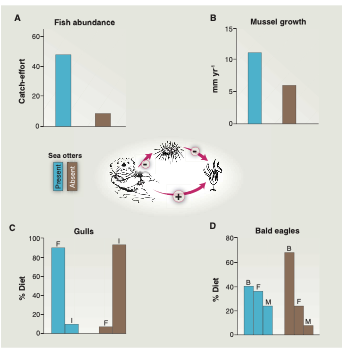 A
Fish abundance
Catch-effort
60
40
20
0
B
Mussel growth
mm yr⁻¹
15
10
5
0
Sea otters
Present
Absent
-
-
+
C
Gulls
% Diet
100
80
60
40
20
0
F
I
F
I
D
Bald eagles
% Diet
80
60
40
20
0
B
F
M
B
F
M